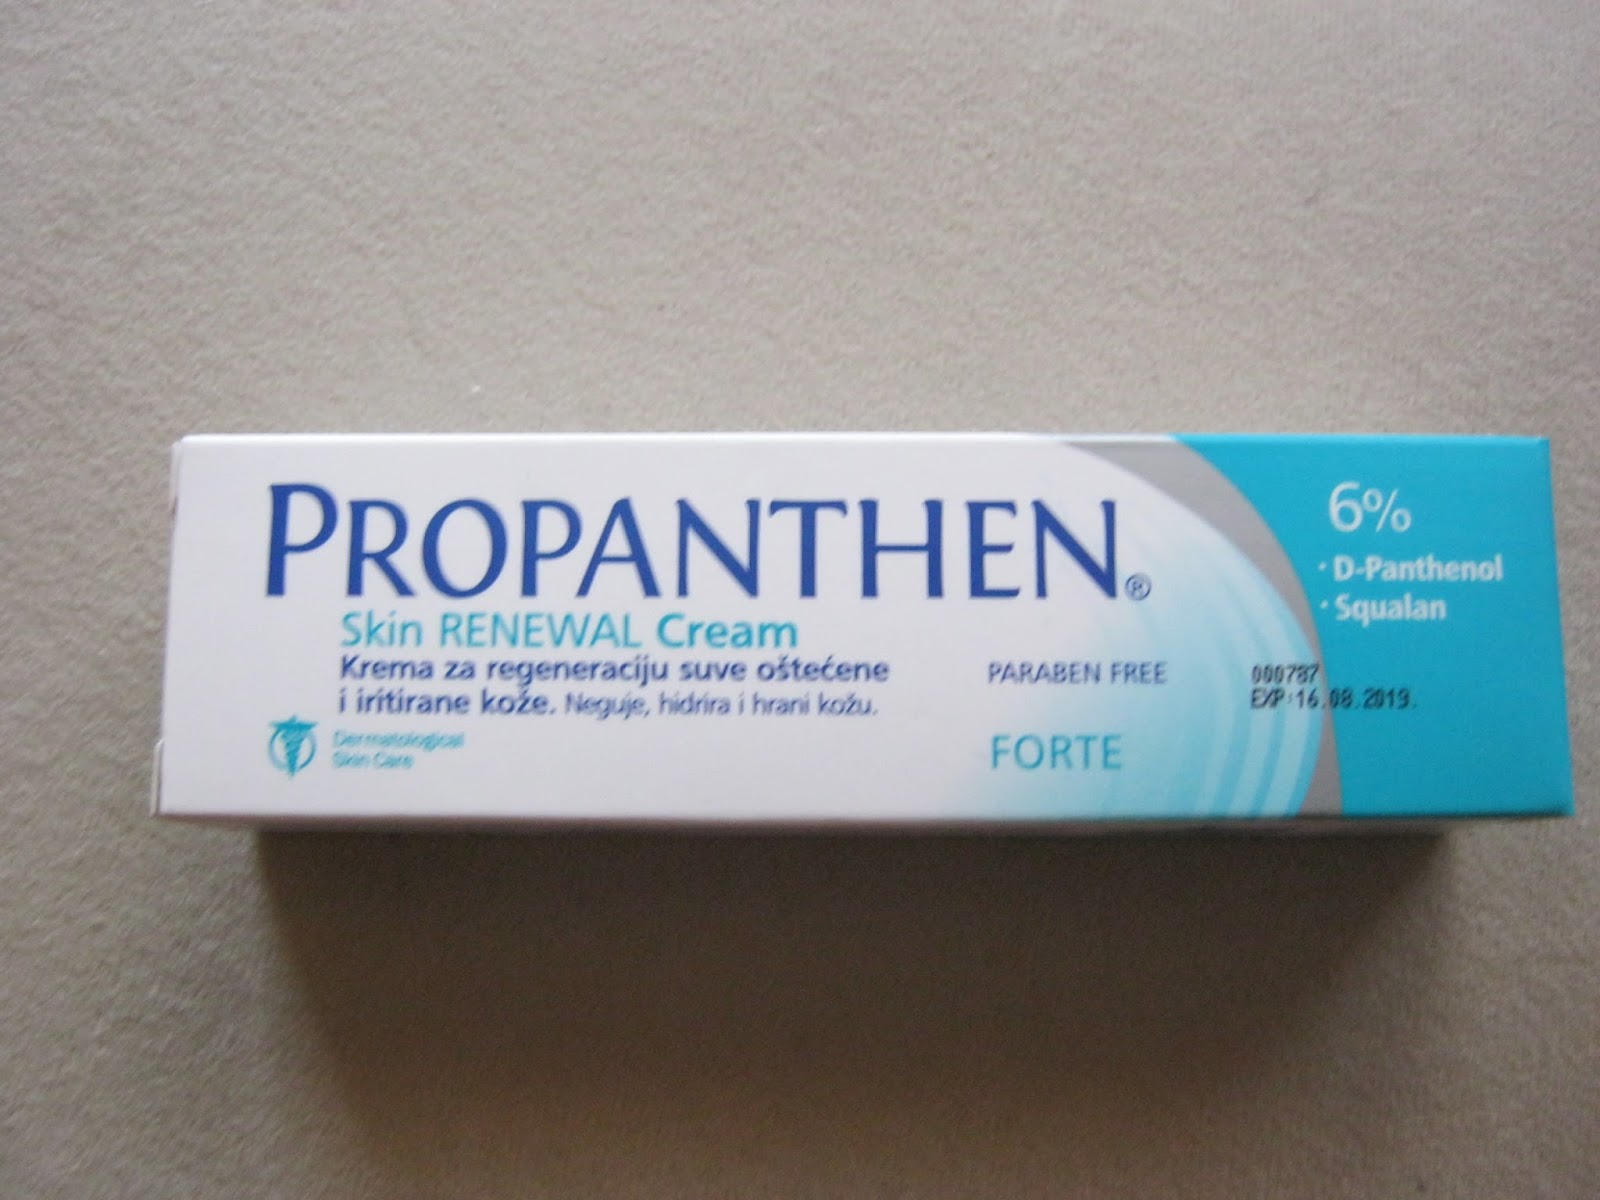 PROPANTHEN®
Skin RENEWAL Cream
Krema za regeneraciju suve oštećene
i iritirane kože. Neguje, hidrira i hrani kožu.
Dermatological
Skin Care
PARABEN FREE
FORTE
000787
EXP:16.08.2019.
6%
· D-Panthenol
· Squalan